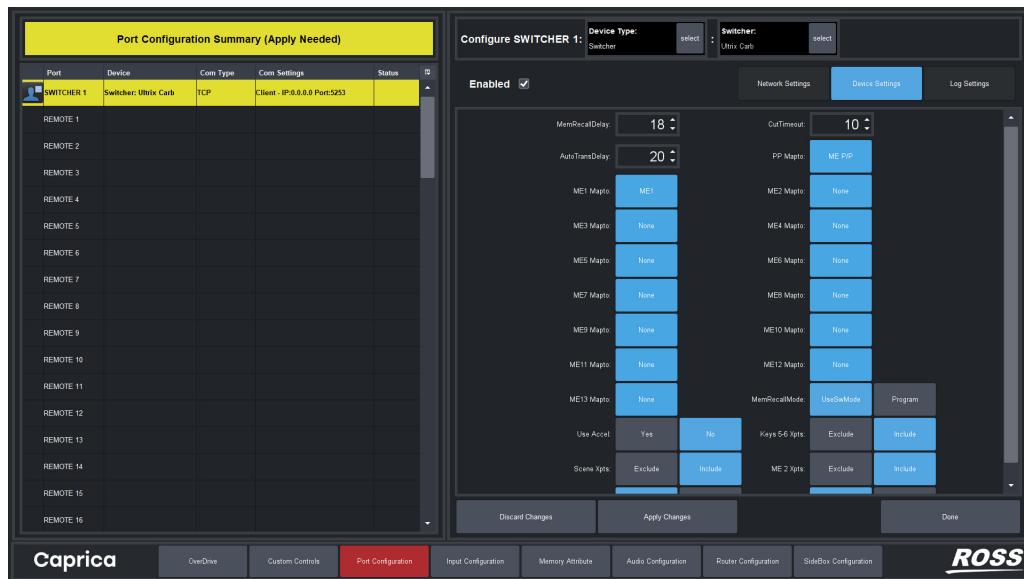 Port Configuration Summary (Apply Needed)
Port Device Com Type Com Settings Status
SWITCHER 1 Switcher: Ultrix Carb TCP Client - IP:0.0.0.0 Port:5253
REMOTE 1
REMOTE 2
REMOTE 3
REMOTE 4
REMOTE 5
REMOTE 6
REMOTE 7
REMOTE 8
REMOTE 9
REMOTE 10
REMOTE 11
REMOTE 12
REMOTE 13
REMOTE 14
REMOTE 15
REMOTE 16
Configure SWITCHER 1: Device Type: Switcher select : Switcher: Ultrix Carb select
Enabled Network Settings Device Settings Log Settings
MemRecallDelay: 18 CutTimeout: 10
AutoTransDelay: 20 PP Mapto: ME P/P
ME1 Mapto: ME1 ME2 Mapto: None
ME3 Mapto: None ME4 Mapto: None
ME5 Mapto: None ME6 Mapto: None
ME7 Mapto: None ME8 Mapto: None
ME9 Mapto: None ME10 Mapto: None
ME11 Mapto: None ME12 Mapto: None
ME13 Mapto: None MemRecallMode: UseSwMode Program
Use Accel: Yes No Keys 5-6 Xpts: Exclude Include
Scene Xpts: Exclude Include ME 2 Xpts: Exclude Include
Discard Changes Apply Changes Done
Caprica OverDrive Custom Controls Port Configuration Input Configuration Memory Attribute Audio Configuration Router Configuration SideBox Configuration ROSS